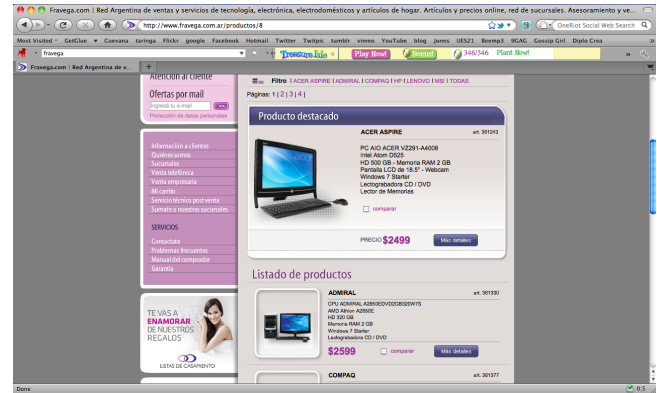 Fravega.com | Red Argentina de ventas y servicios de tecnología, electrónica, electrodomésticos y artículos de hogar. Artículos y precios online, red de sucursales. Asesoramiento y ve...
http://www.fravega.com.ar/productos/8
OneRiot Social Web Search
Most Visited GetGlue Cuevana taringa Flickr google Facebook Hotmail Twitter Twitpic tumblr vimeo YouTube blog Jones UES21 Beemp3 9GAC Gossip Girl Diplo Crea
fravega
Treasure Isle Play Now! Bonus! 346/346 Plant Now!
Fravega.com | Red Argentina de v...
Atención al cliente
Ofertas por mail
Ingresá tu e-mail
Protección de datos personales
Información a clientes
Quiénes somos
Sucursales
Venta telefónica
Venta empresaria
Mi carrito
Servicio técnico post venta
Sumate a nuestras sucursales
SERVICIOS
Contactate
Problemas frecuentes
Manual del comprador
Garantía
TE VAS A
ENAMORAR
DE NUESTROS
REGALOS
LISTAS DE CASAMIENTO
Filtro | ACER ASPIRE | ADMIRAL | COMPAQ | HP | LENOVO | MSI | TODAS
Páginas: 1 | 2 | 3 | 4 |
Producto destacado
ACER ASPIRE art. 361243
PC AIO ACER VZ291-A4008
Intel Atom D525
HD 500 GB - Memoria RAM 2 GB
Pantalla LCD de 18.5" - Webcam
Windows 7 Starter
Lectograbadora CD / DVD
Lector de Memorias
comparar
PRECIO $2499 Más detalles
Listado de productos
ADMIRAL art. 361330
CPU ADMIRAL A2850EDVD2GB320W7S
AMD Athlon A2850E
HD 320 GB
Memoria RAM 2 GB
Windows 7 Starter
Lectograbadora CD / DVD
$2599 comparar Más detalles
COMPAQ art. 361377
Done
0:5